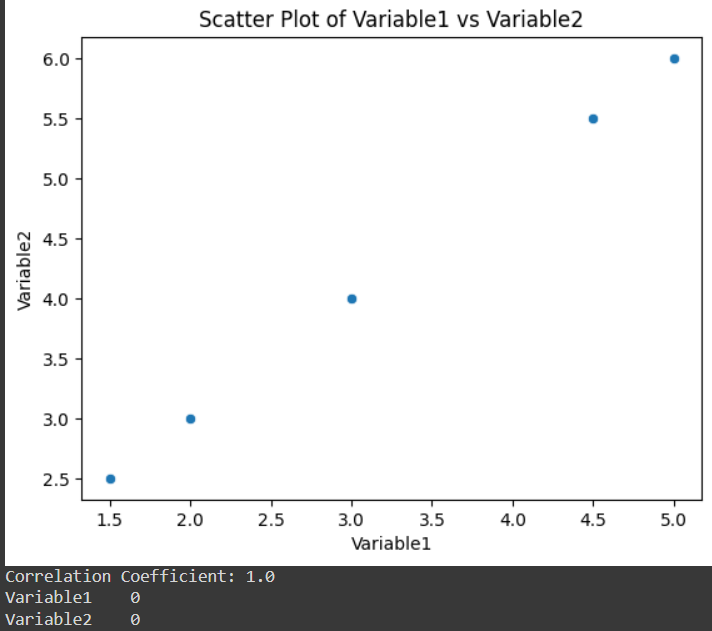 Scatter Plot of Variable1 vs Variable2
6.0
5.5
5.0
4.5
4.0
3.5
3.0
2.5
Variable2
1.5 2.0 2.5 3.0 3.5 4.0 4.5 5.0
Variable1
Correlation Coefficient: 1.0
Variable1    0
Variable2    0